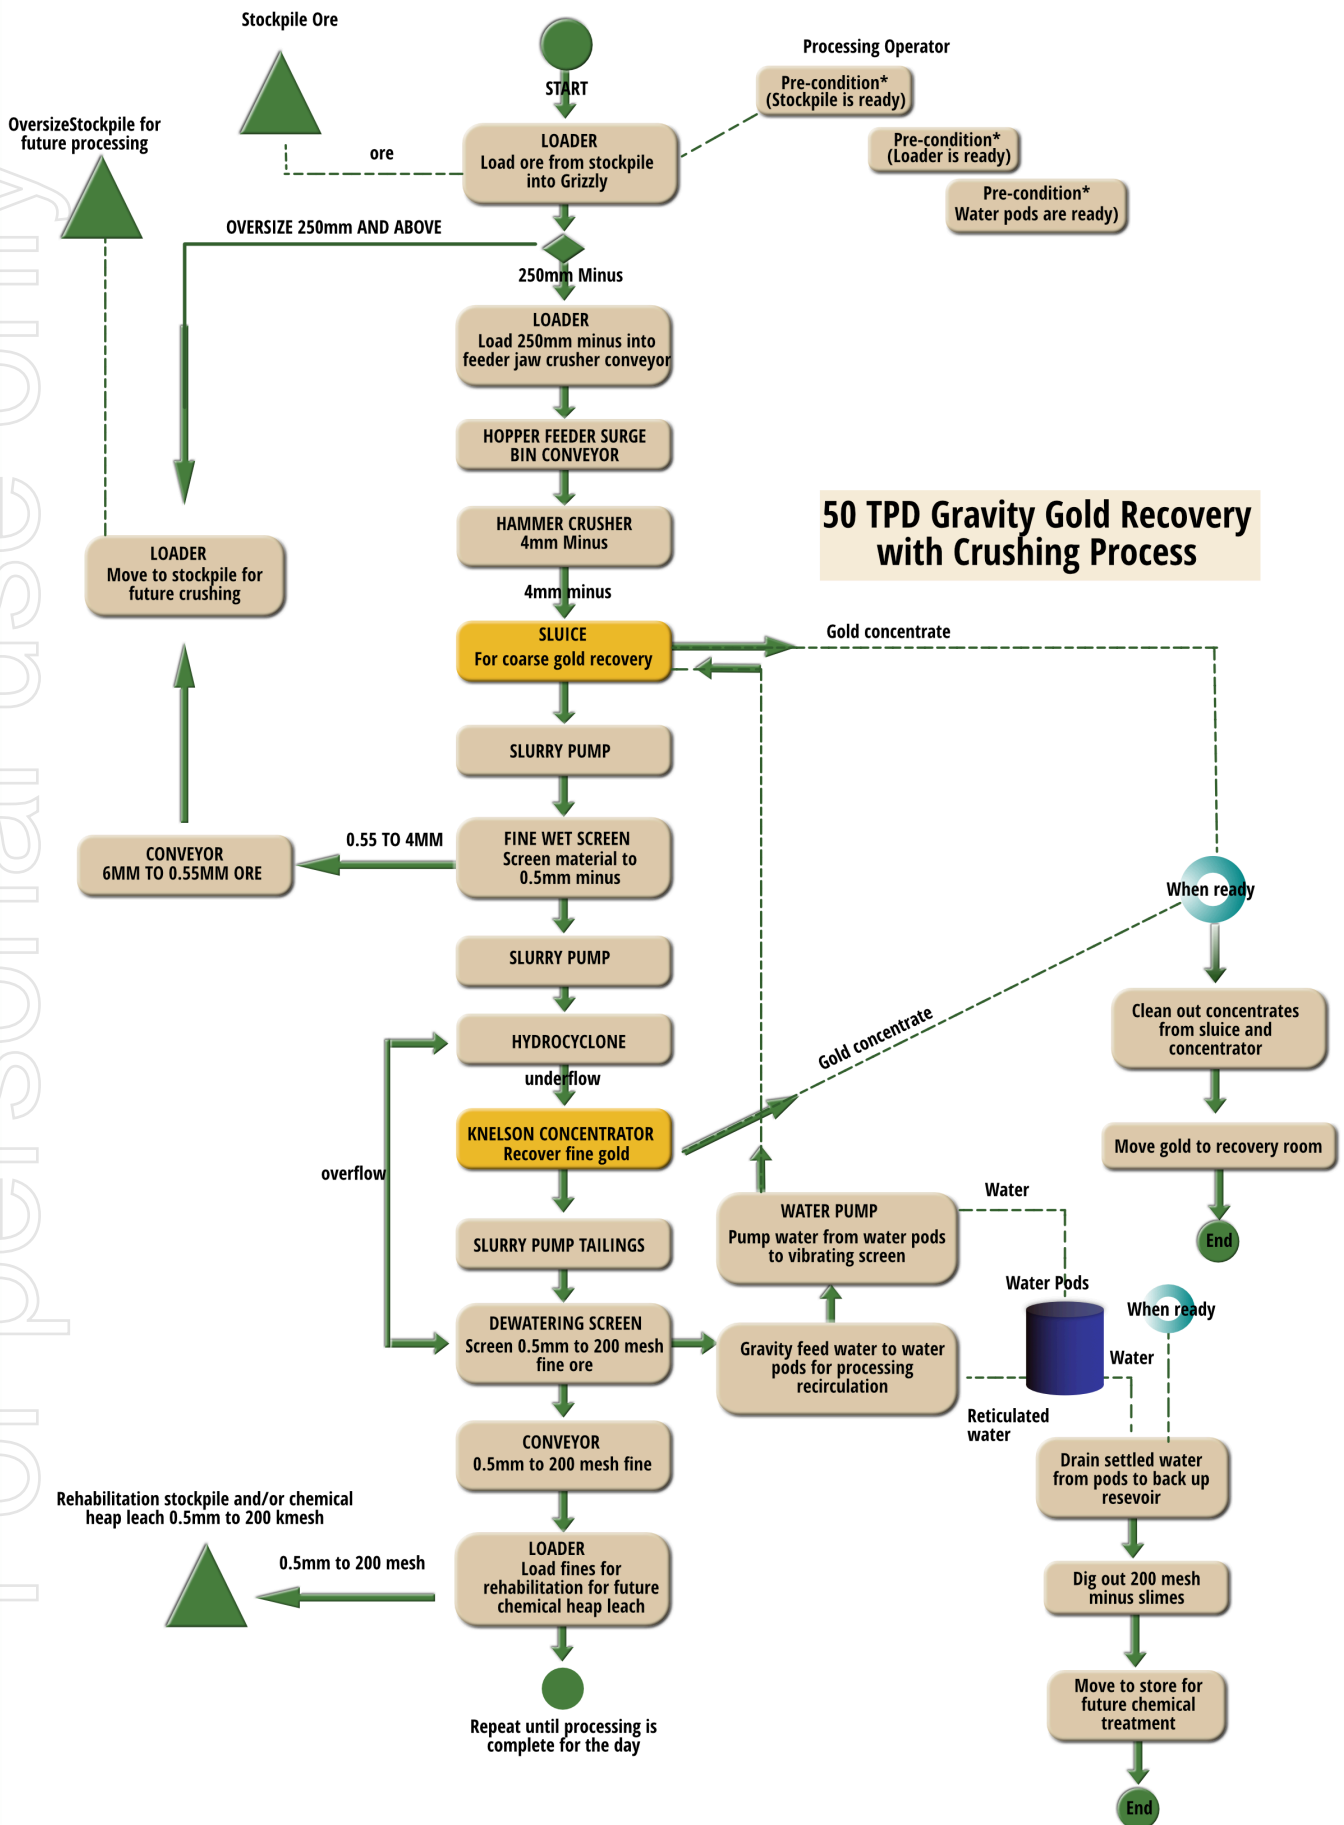 Stockpile Ore
START
Processing Operator
Pre-condition*
(Stockpile is ready)
Pre-condition*
(Loader is ready)
Pre-condition*
Water pods are ready)
OversizeStockpile for
future processing
ore
LOADER
Load ore from stockpile
into Grizzly
OVERSIZE 250mm AND ABOVE
250mm Minus
LOADER
Load 250mm minus into
feeder jaw crusher conveyor
HOPPER FEEDER SURGE
BIN CONVEYOR
HAMMER CRUSHER
4mm Minus
50 TPD Gravity Gold Recovery
with Crushing Process
LOADER
Move to stockpile for
future crushing
4mm minus
SLUICE
For coarse gold recovery
Gold concentrate
SLURRY PUMP
0.55 TO 4MM
FINE WET SCREEN
Screen material to
0.5mm minus
CONVEYOR
6MM TO 0.55MM ORE
When ready
SLURRY PUMP
Clean out concentrates
from sluice and
concentrator
HYDROCYCLONE
Gold concentrate
underflow
KNELSON CONCENTRATOR
Recover fine gold
Move gold to recovery room
overflow
End
WATER PUMP
Pump water from water pods
to vibrating screen
Water
SLURRY PUMP TAILINGS
Water Pods
When ready
DEWATERING SCREEN
Screen 0.5mm to 200 mesh
fine ore
Gravity feed water to water
pods for processing
recirculation
Water
Reticulated
water
CONVEYOR
0.5mm to 200 mesh fine
Drain settled water
from pods to back up
resevoir
Rehabilitation stockpile and/or chemical
heap leach 0.5mm to 200 kmesh
0.5mm to 200 mesh
LOADER
Load fines for
rehabilitation for future
chemical heap leach
Dig out 200 mesh
minus slimes
Move to store for
future chemical
treatment
Repeat until processing is
complete for the day
End
For personal use only